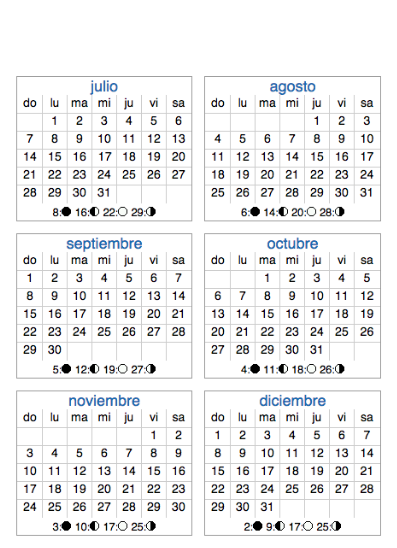 julio
do lu ma mi ju vi sa
1 2 3 4 5 6
7 8 9 10 11 12 13
14 15 16 17 18 19 20
21 22 23 24 25 26 27
28 29 30 31
8:● 16:◐ 22:○ 29:◑
agosto
do lu ma mi ju vi sa
1 2 3
4 5 6 7 8 9 10
11 12 13 14 15 16 17
18 19 20 21 22 23 24
25 26 27 28 29 30 31
6:● 14:◐ 20:○ 28:◑
septiembre
do lu ma mi ju vi sa
1 2 3 4 5 6 7
8 9 10 11 12 13 14
15 16 17 18 19 20 21
22 23 24 25 26 27 28
29 30
5:● 12:◐ 19:○ 27:◑
octubre
do lu ma mi ju vi sa
1 2 3 4 5
6 7 8 9 10 11 12
13 14 15 16 17 18 19
20 21 22 23 24 25 26
27 28 29 30 31
4:● 11:◐ 18:○ 26:◑
noviembre
do lu ma mi ju vi sa
1 2
3 4 5 6 7 8 9
10 11 12 13 14 15 16
17 18 19 20 21 22 23
24 25 26 27 28 29 30
3:● 10:◐ 17:○ 25:◑
diciembre
do lu ma mi ju vi sa
1 2 3 4 5 6 7
8 9 10 11 12 13 14
15 16 17 18 19 20 21
22 23 24 25 26 27 28
29 30 31
2:● 9:◐ 17:○ 25:◑